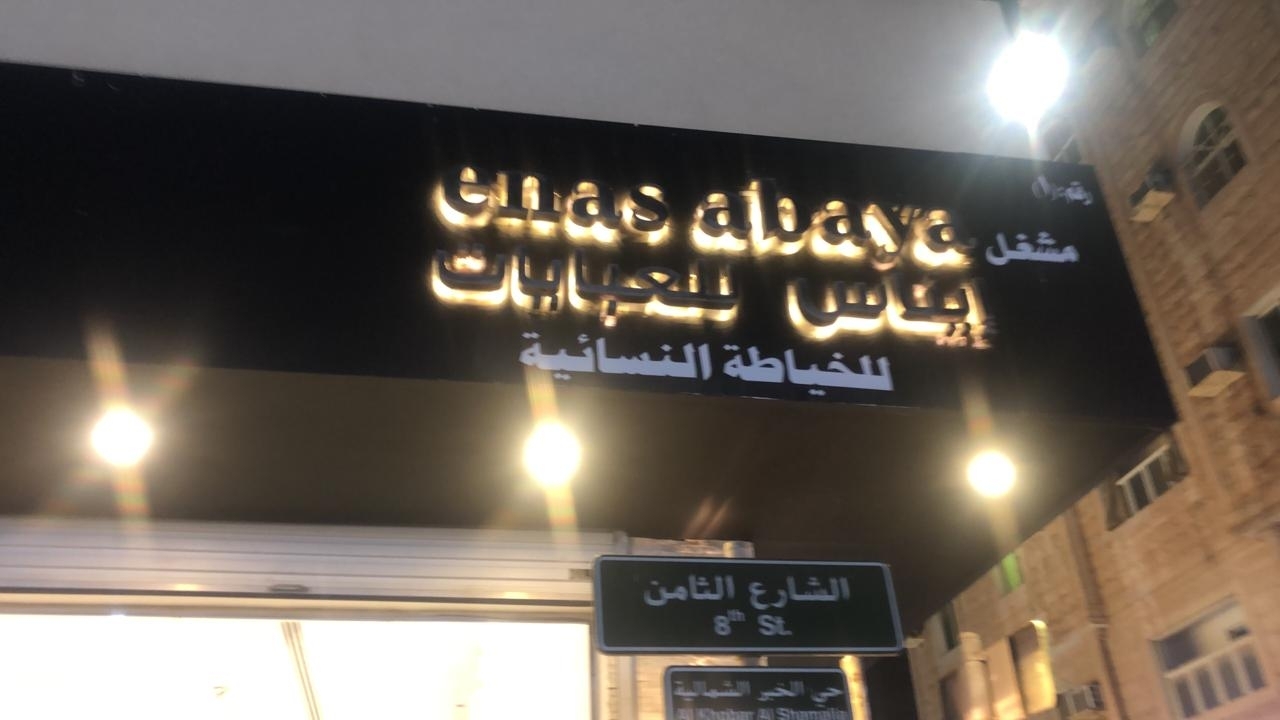 enas abaya
مشغل
إيناس للعبايات
للخياطة النسائية
الشارع الثامن
8th St.
حي الخبر الشمالية
Al Khobar Al Shamalia